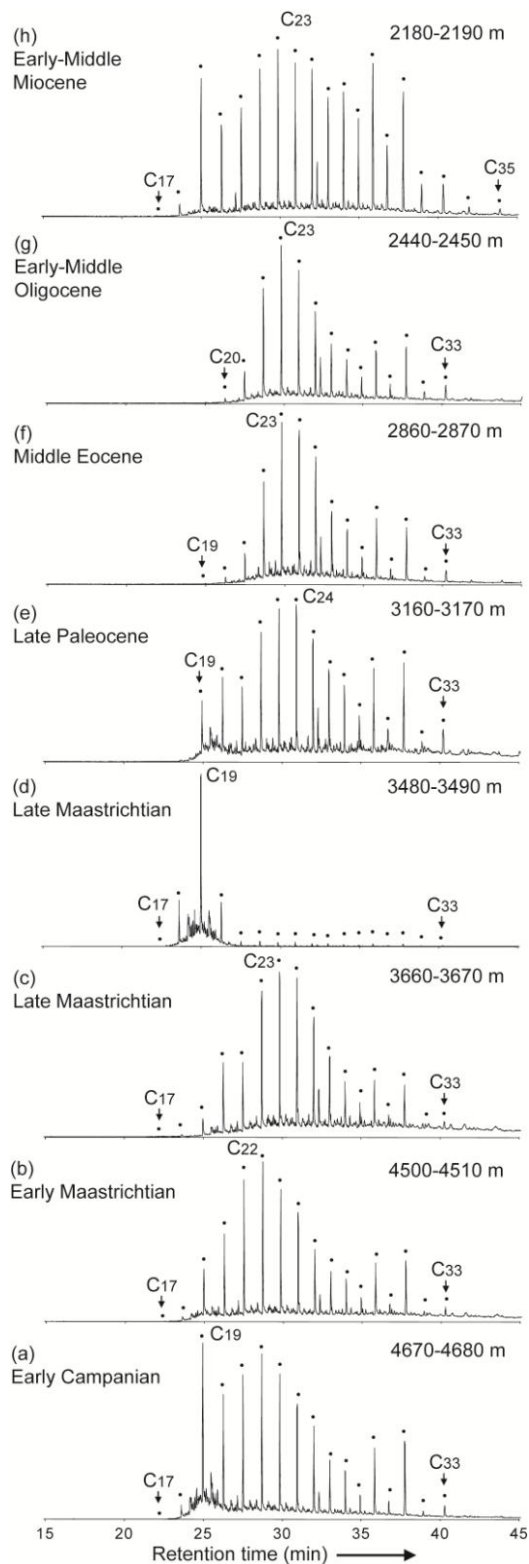 (h)
Early-Middle
Miocene
C23
2180-2190 m
C17
C35
(g)
Early-Middle
Oligocene
C23
2440-2450 m
C20
C33
(f)
Middle Eocene
C23
2860-2870 m
C19
C33
(e)
Late Paleocene
C24
3160-3170 m
C19
C33
(d)
Late Maastrichtian
C19
3480-3490 m
C17
C33
(c)
Late Maastrichtian
C23
3660-3670 m
C17
C33
(b)
Early Maastrichtian
C22
4500-4510 m
C17
C33
(a)
Early Campanian
C19
4670-4680 m
C17
C33
15 20 25 30 35 40 45
Retention time (min)